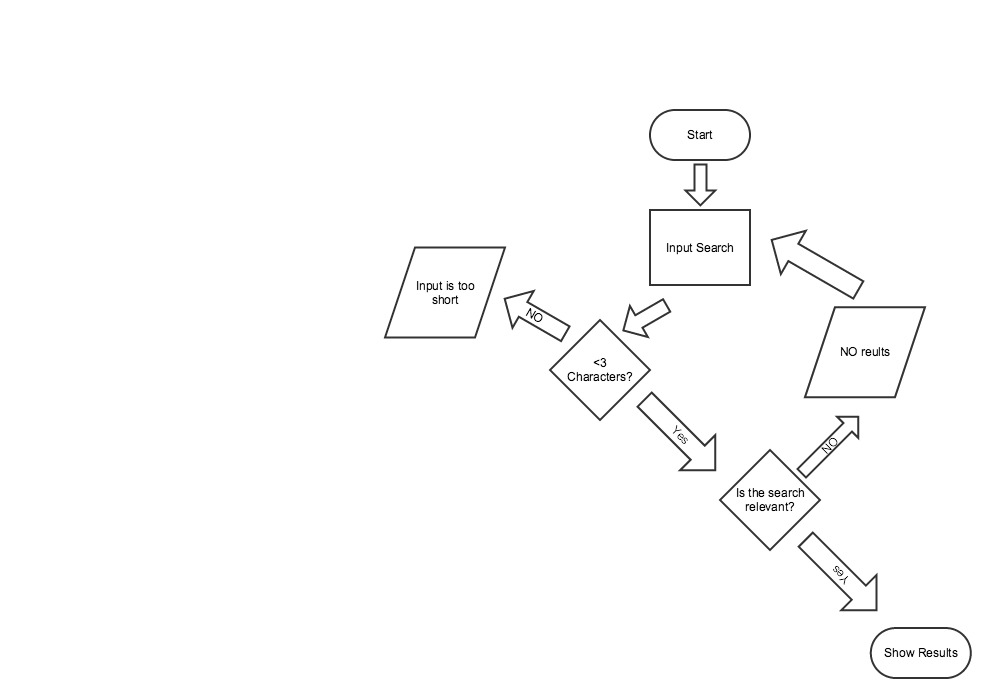 Start
Input Search
Input is too
short
NO
<3
Characters?
NO reults
Yes
NO
Is the search
relevant?
Yes
Show Results